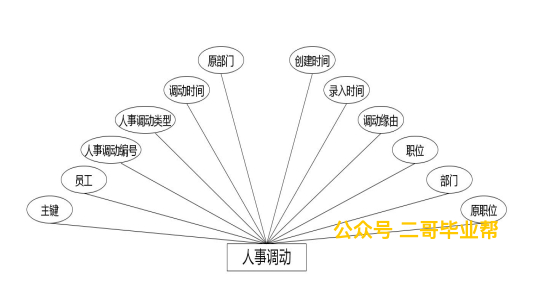 原部门
创建时间
调动时间
录入时间
人事调动类型
调动缘由
人事调动编号
职位
员工
部门
主键
原职位
公众号 二哥毕业帮
人事调动